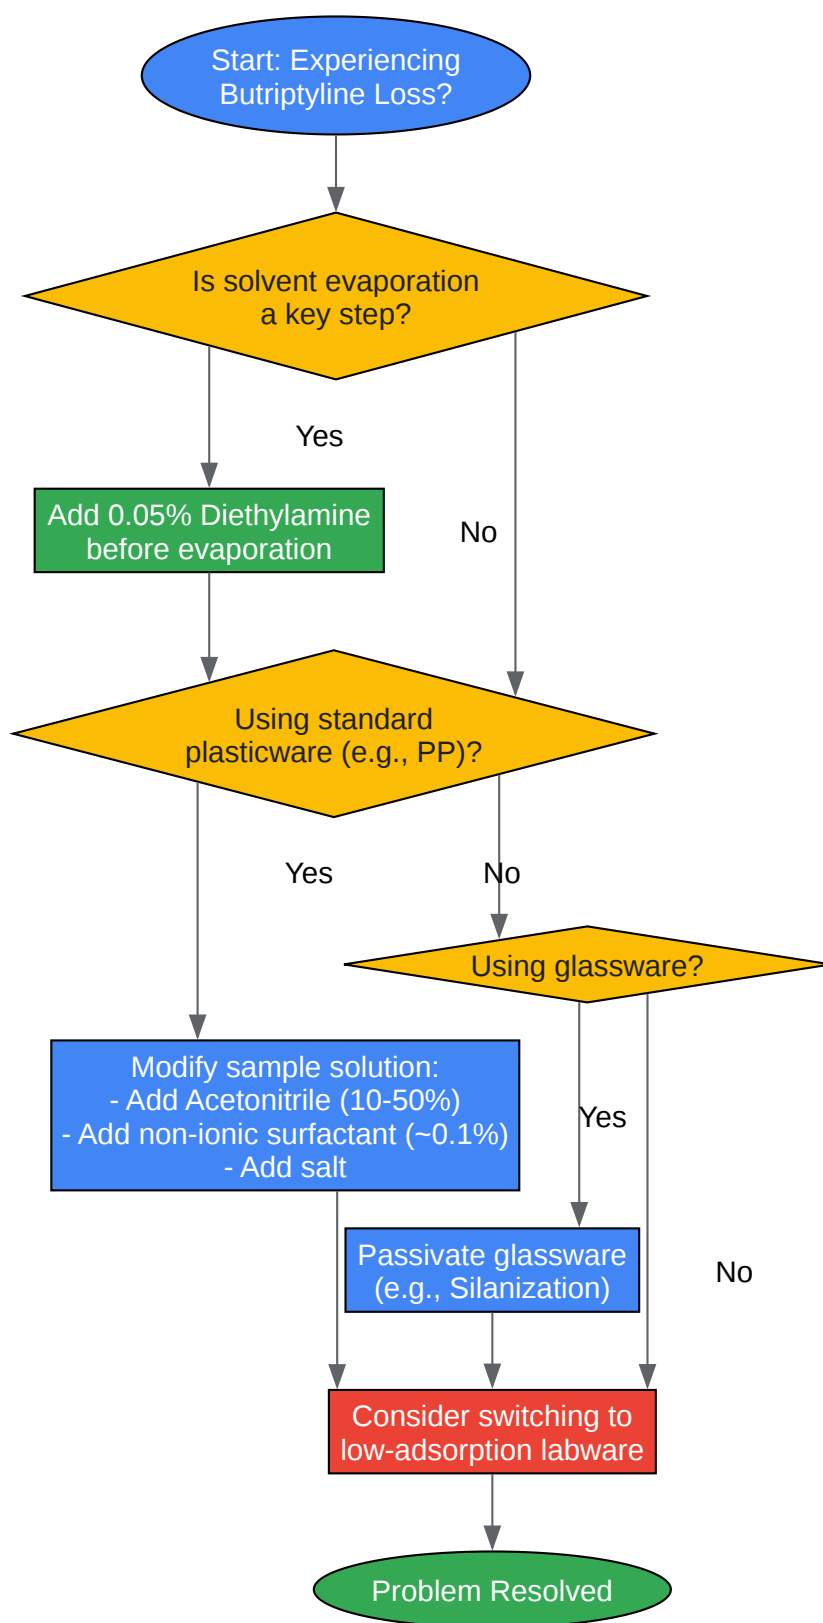 Start: Experiencing
Butriptyline Loss?
Is solvent evaporation
a key step?
Yes
Add 0.05% Diethylamine
before evaporation
No
Using standard
plasticware (e.g., PP)?
Yes
No
Using glassware?
Modify sample solution:
- Add Acetonitrile (10-50%)
- Add non-ionic surfactant (~0.1%)
- Add salt
Yes
Passivate glassware
(e.g., Silanization)
No
Consider switching to
low-adsorption labware
Problem Resolved